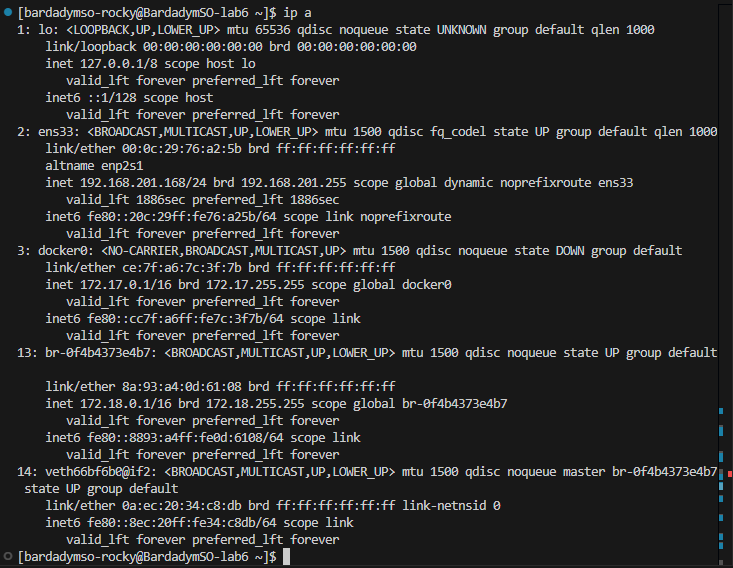 [bardadymso-rocky@BardadymSO-lab6 ~]$ ip a
1: lo: <LOOPBACK,UP,LOWER_UP> mtu 65536 qdisc noqueue state UNKNOWN group default qlen 1000
    link/loopback 00:00:00:00:00:00 brd 00:00:00:00:00:00
    inet 127.0.0.1/8 scope host lo
       valid_lft forever preferred_lft forever
    inet6 ::1/128 scope host
       valid_lft forever preferred_lft forever
2: ens33: <BROADCAST,MULTICAST,UP,LOWER_UP> mtu 1500 qdisc fq_codel state UP group default qlen 1000
    link/ether 00:0c:29:76:a2:5b brd ff:ff:ff:ff:ff:ff
    altname enp2s1
    inet 192.168.201.168/24 brd 192.168.201.255 scope global dynamic noprefixroute ens33
       valid_lft 1886sec preferred_lft 1886sec
    inet6 fe80::20c:29ff:fe76:a25b/64 scope link noprefixroute
       valid_lft forever preferred_lft forever
3: docker0: <NO-CARRIER,BROADCAST,MULTICAST,UP> mtu 1500 qdisc noqueue state DOWN group default
    link/ether ce:7f:a6:7c:3f:7b brd ff:ff:ff:ff:ff:ff
    inet 172.17.0.1/16 brd 172.17.255.255 scope global docker0
       valid_lft forever preferred_lft forever
    inet6 fe80::cc7f:a6ff:fe7c:3f7b/64 scope link
       valid_lft forever preferred_lft forever
13: br-0f4b4373e4b7: <BROADCAST,MULTICAST,UP,LOWER_UP> mtu 1500 qdisc noqueue state UP group default
    link/ether 8a:93:a4:0d:61:08 brd ff:ff:ff:ff:ff:ff
    inet 172.18.0.1/16 brd 172.18.255.255 scope global br-0f4b4373e4b7
       valid_lft forever preferred_lft forever
    inet6 fe80::8893:a4ff:fe0d:6108/64 scope link
       valid_lft forever preferred_lft forever
14: veth66bf6b0@if2: <BROADCAST,MULTICAST,UP,LOWER_UP> mtu 1500 qdisc noqueue master br-0f4b4373e4b7
 state UP group default
    link/ether 0a:ec:20:34:c8:db brd ff:ff:ff:ff:ff:ff link-netnsid 0
    inet6 fe80::8ec:20ff:fe34:c8db/64 scope link
       valid_lft forever preferred_lft forever
[bardadymso-rocky@BardadymSO-lab6 ~]$